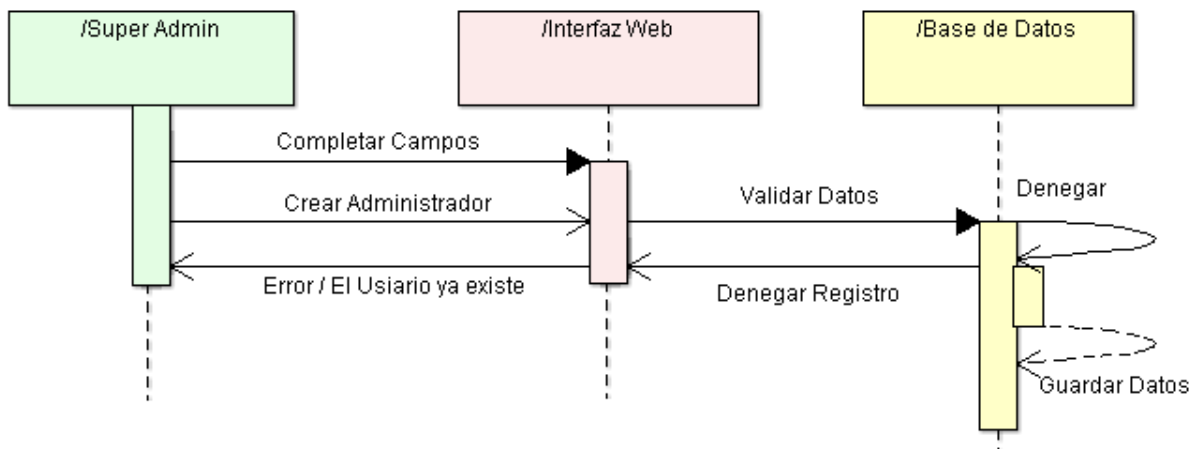 /Super Admin
/Interfaz Web
/Base de Datos
Completar Campos
Crear Administrador
Validar Datos
Denegar
Error / El Usiario ya existe
Denegar Registro
Guardar Datos